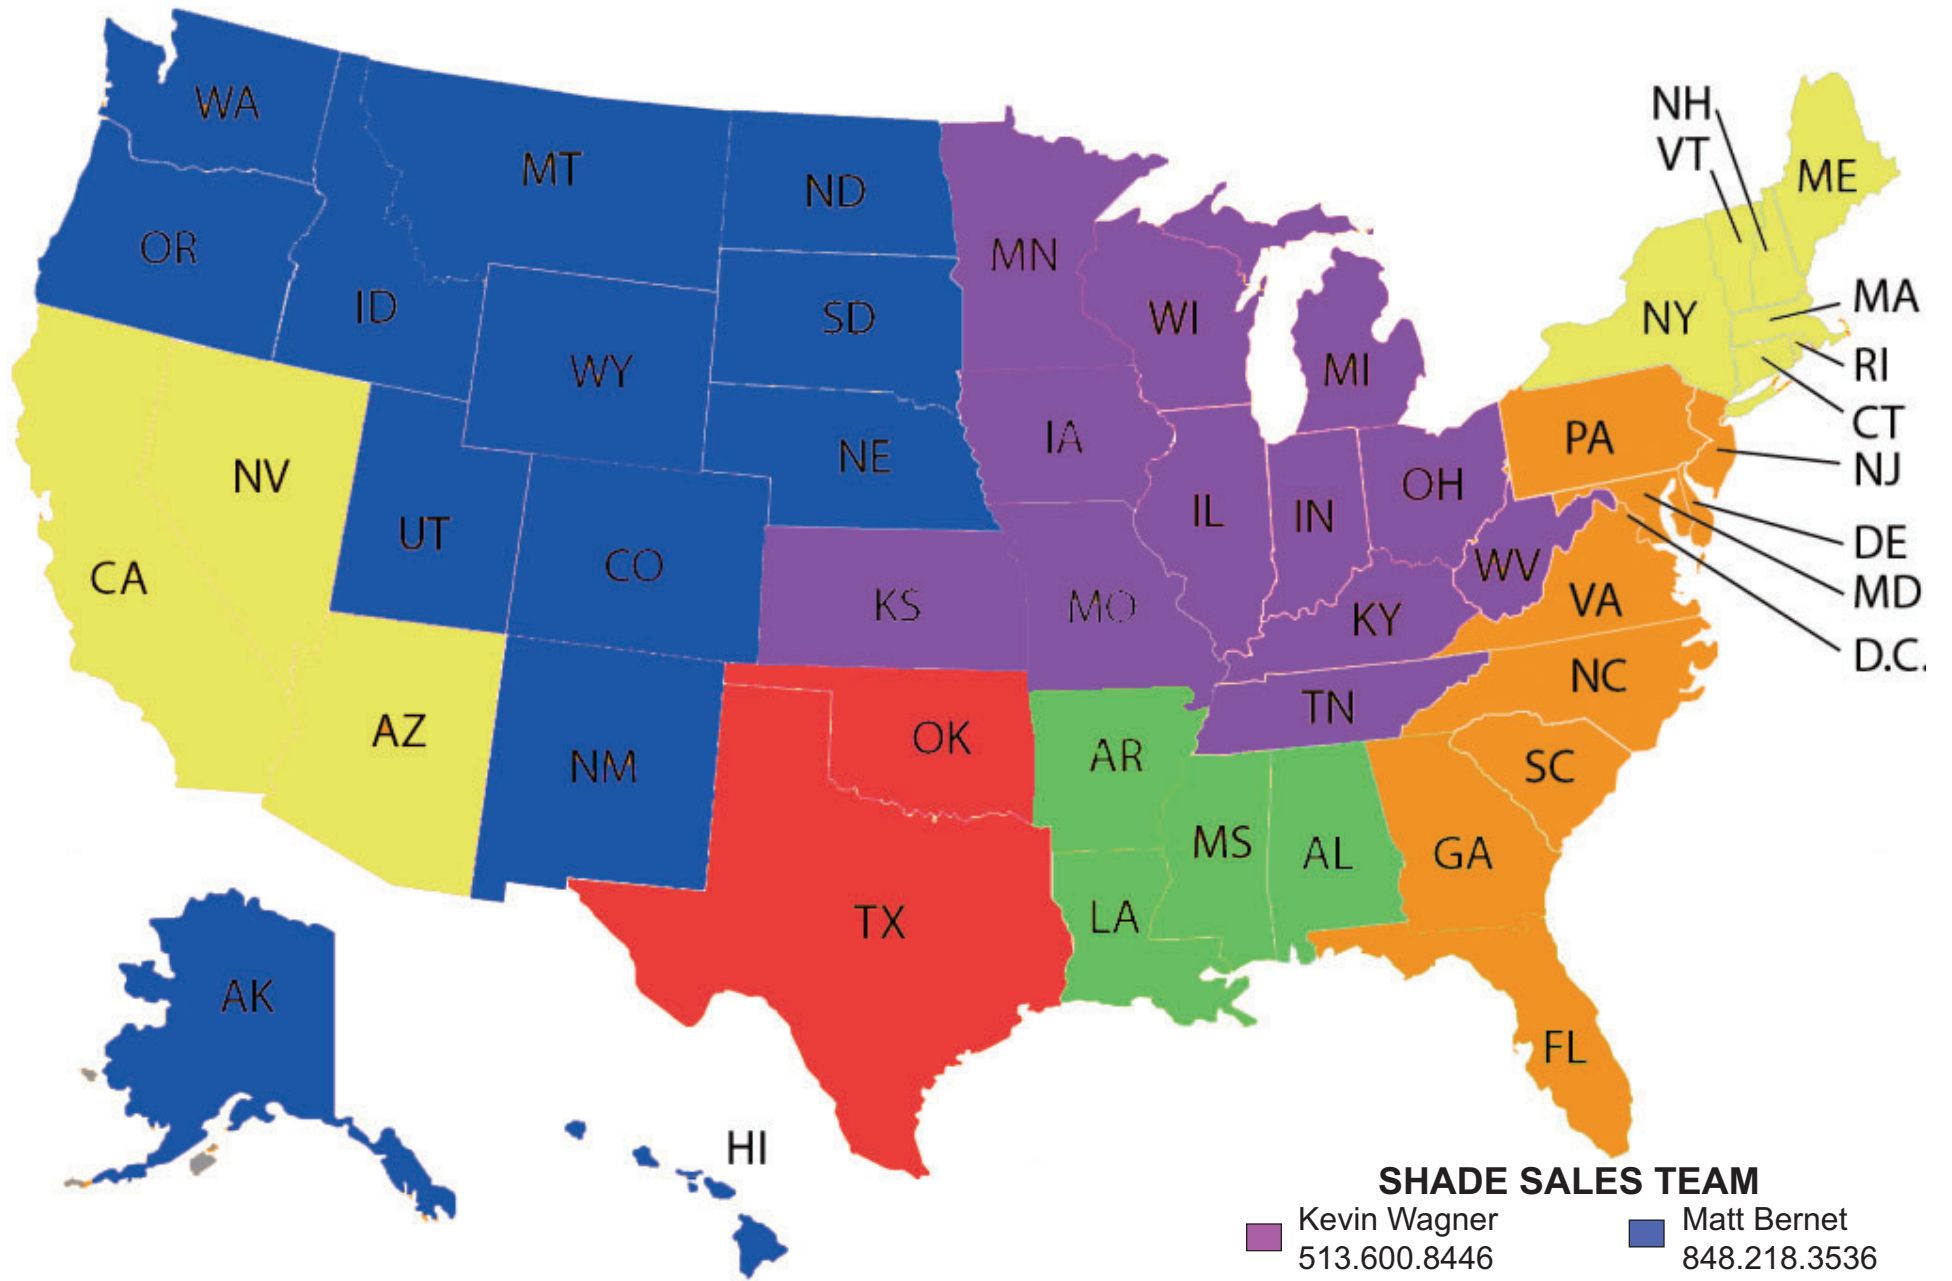 WA
MT
ND
OR
ID
SD
WY
NE
MN
WI
MI
IA
NH
VT
ME
NY
MA
RI
CT
NJ
PA
DE
MD
D.C.
NV
UT
CO
CA
KS
MO
IL
IN
OH
WV
KY
VA
NC
TN
AZ
NM
OK
AR
SC
MS
AL
GA
TX
LA
AK
FL
HI
SHADE SALES TEAM
Kevin Wagner
513.600.8446
Matt Bernet
848.218.3536